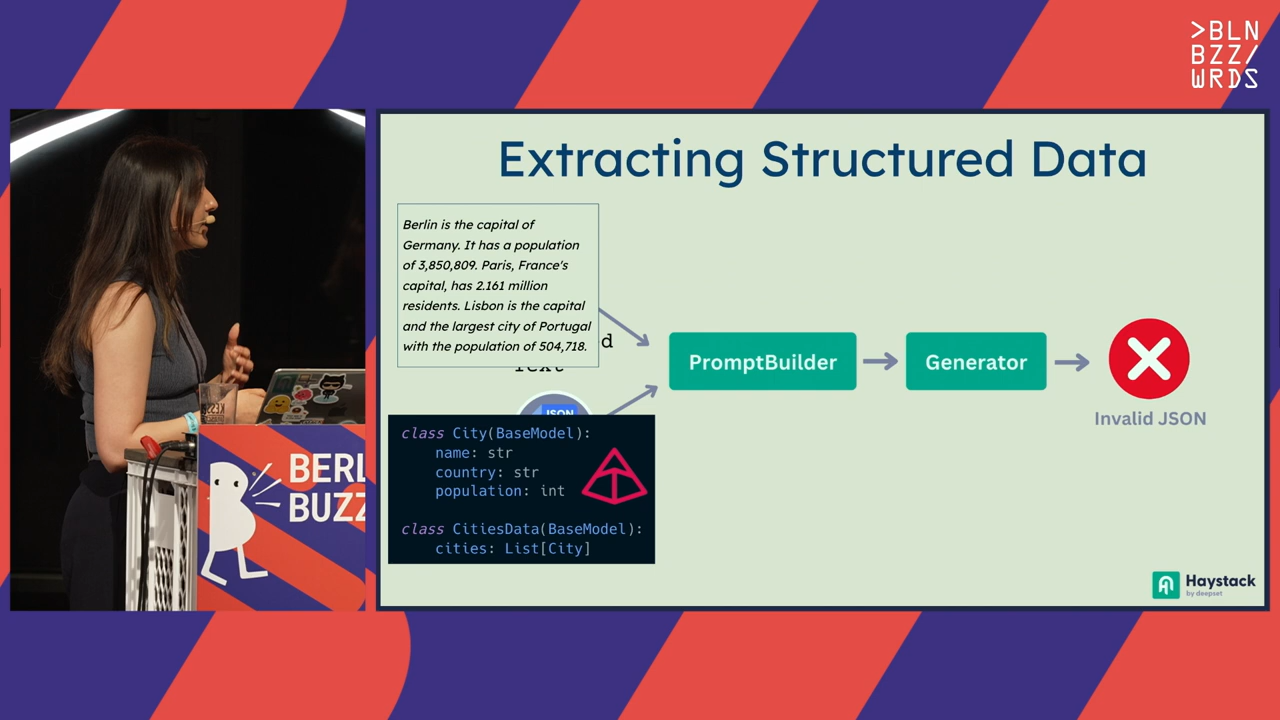 >BLN
BZZ/
WRDS
Extracting Structured Data
Berlin is the capital of
Germany. It has a population
of 3,850,809. Paris, France's
capital, has 2.161 million
residents. Lisbon is the capital
and the largest city of Portugal
with the population of 504,718.
d
Text
JSON
class City(BaseModel):
name: str
country: str
population: int
class CitiesData(BaseModel):
cities: List[City]
PromptBuilder
Generator
Invalid JSON
Haystack
by deepset
BERL
BUZZ